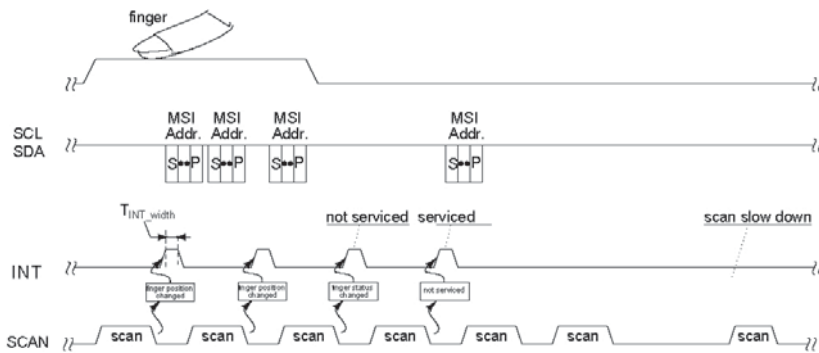 finger
MSI MSI MSI MSI
Addr. Addr. Addr. Addr.
SCL
SDA
S••P S••P S••P S••P
TINT_width
not serviced serviced scan slow down
INT
finger position changed
finger position changed
finger status changed
not serviced
SCAN scan scan scan scan scan scan scan